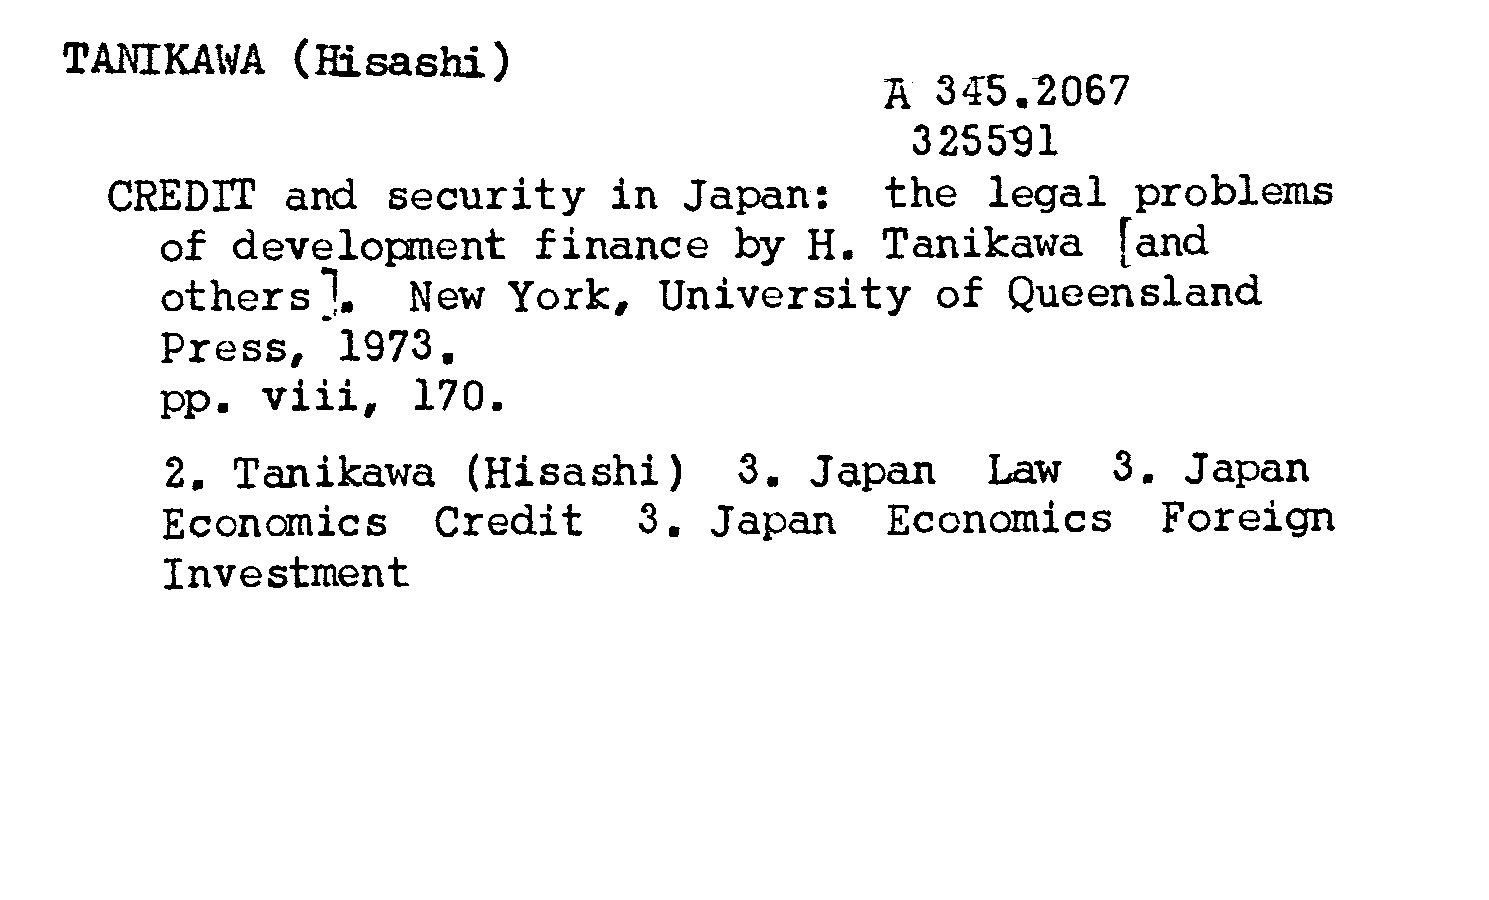 TANIKAWA (Hisashi)
A 345.2067
325591
CREDIT and security in Japan: the legal problems
of development finance by H. Tanikawa [and
others]. New York, University of Queensland
Press, 1973.
pp. viii, 170.
2. Tanikawa (Hisashi) 3. Japan Law 3. Japan
Economics Credit 3. Japan Economics Foreign
Investment